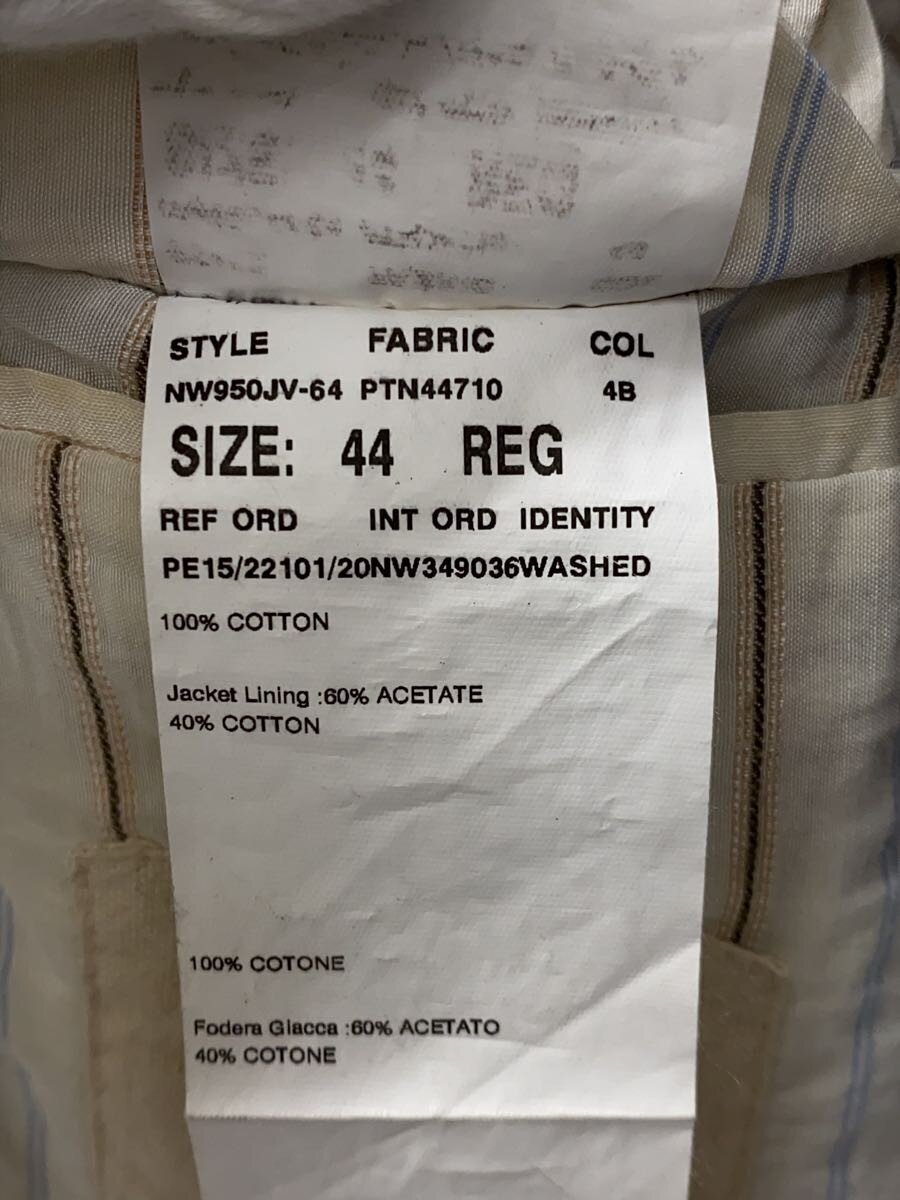 STYLE FABRIC COL
NW950JV-64 PTN44710 4B
SIZE: 44 REG
REF ORD INT ORD IDENTITY
PE15/22101/20NW349036WASHED
100% COTTON
Jacket Lining :60% ACETATE
40% COTTON
100% COTONE
Fodera Giacca :60% ACETATO
40% COTONE